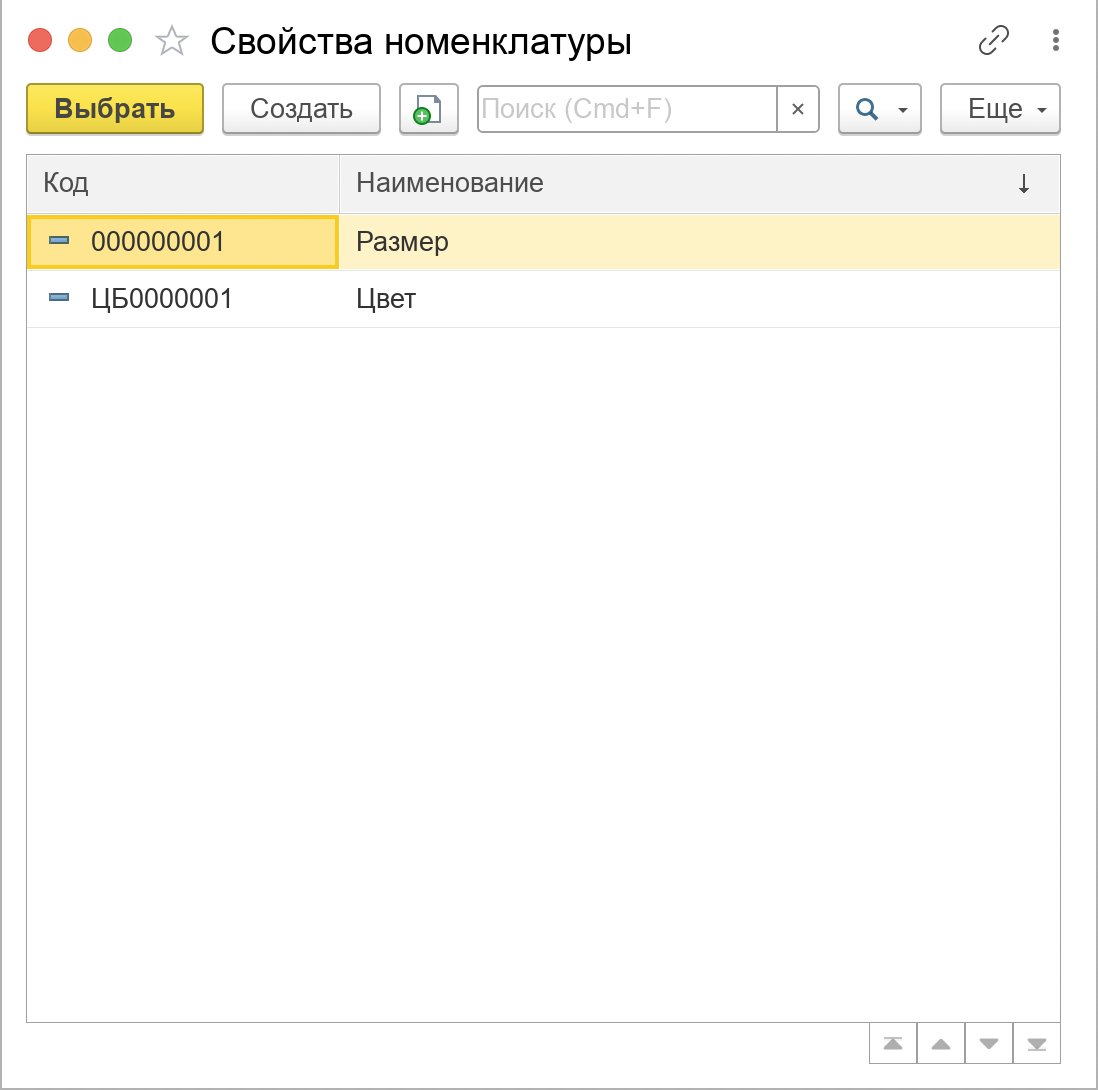 Свойства номенклатуры
Выбрать Создать Поиск (Cmd+F) × Еще
Код Наименование ↓
000000001 Размер
ЦБ0000001 Цвет